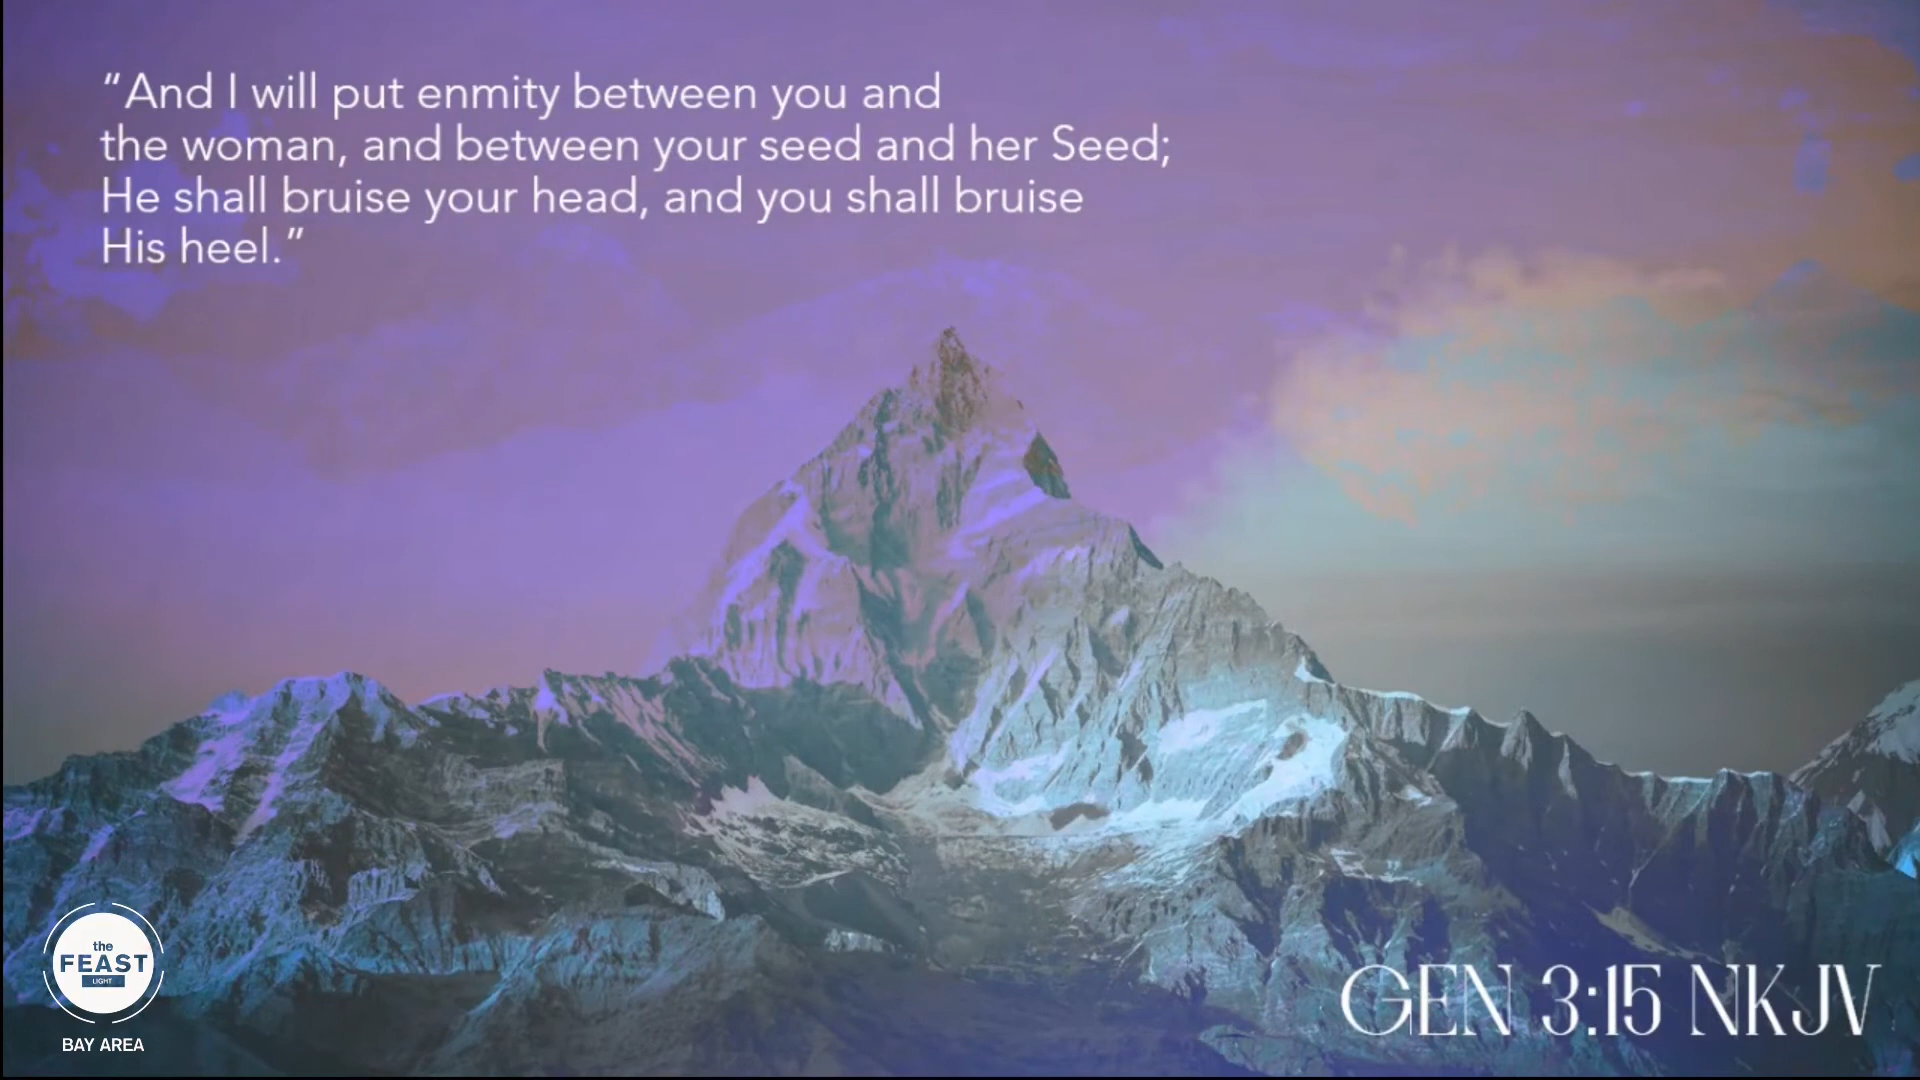 “And I will put enmity between you and
the woman, and between your seed and her Seed;
He shall bruise your head, and you shall bruise
His heel.”
the
FEAST
LIGHT
BAY AREA
GEN 3:15 NKJV